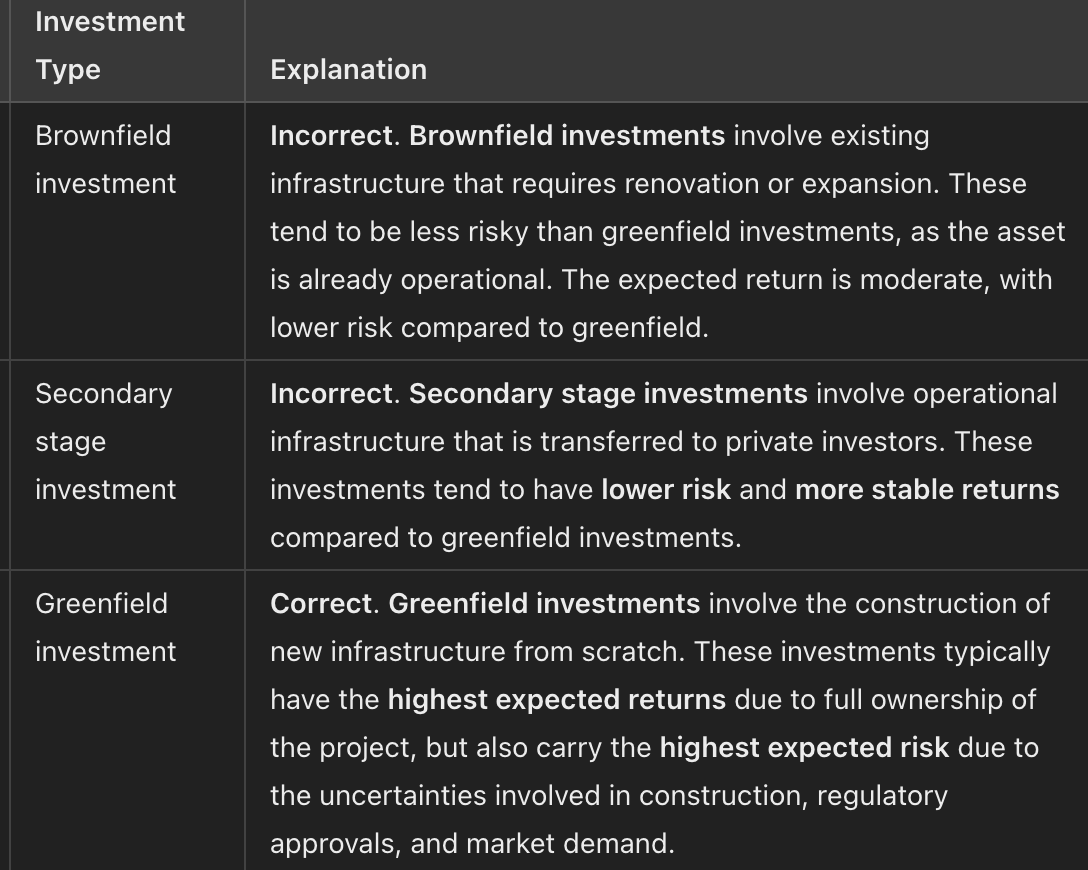 Investment
Type
Explanation
Brownfield
investment
Incorrect. Brownfield investments involve existing
infrastructure that requires renovation or expansion. These
tend to be less risky than greenfield investments, as the asset
is already operational. The expected return is moderate, with
lower risk compared to greenfield.
Secondary
stage
investment
Incorrect. Secondary stage investments involve operational
infrastructure that is transferred to private investors. These
investments tend to have lower risk and more stable returns
compared to greenfield investments.
Greenfield
investment
Correct. Greenfield investments involve the construction of
new infrastructure from scratch. These investments typically
have the highest expected returns due to full ownership of
the project, but also carry the highest expected risk due to
the uncertainties involved in construction, regulatory
approvals, and market demand.